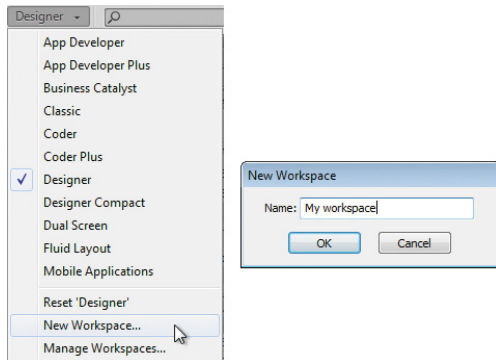 Designer
App Developer
App Developer Plus
Business Catalyst
Classic
Coder
Coder Plus
Designer
Designer Compact
Dual Screen
Fluid Layout
Mobile Applications
Reset 'Designer'
New Workspace...
Manage Workspaces...
New Workspace
Name: My workspace
OK Cancel